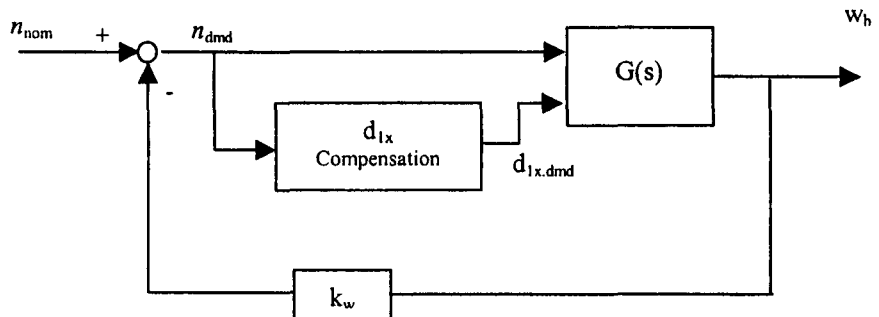 n_nom
+
n_dmd
-
G(s)
w_h
d_1x
Compensation
d_1x.dmd
k_w